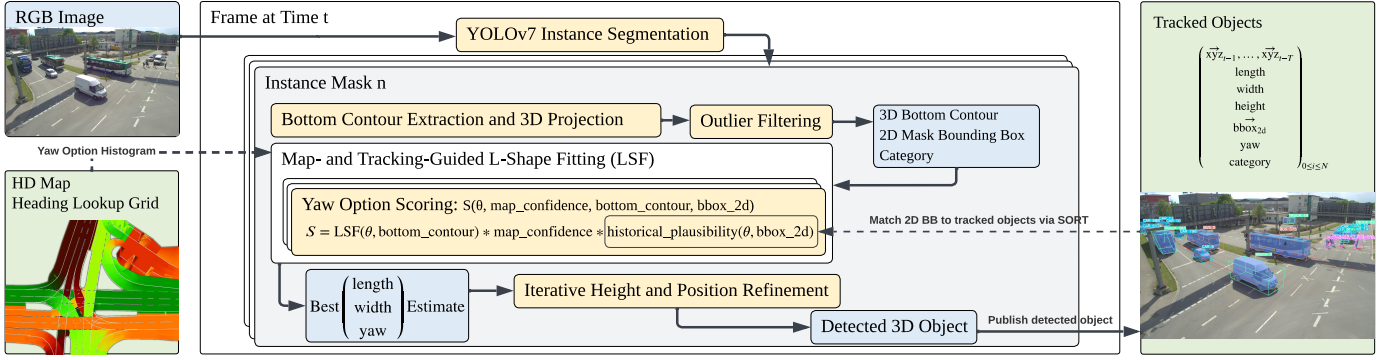 RGB Image
Frame at Time t
YOLOv7 Instance Segmentation
Instance Mask n
Bottom Contour Extraction and 3D Projection
Outlier Filtering
3D Bottom Contour
2D Mask Bounding Box
Category
Yaw Option Histogram
Map- and Tracking-Guided L-Shape Fitting (LSF)
Yaw Option Scoring: S(θ, map_confidence, bottom_contour, bbox_2d)
S = LSF(θ, bottom_contour) ∗ map_confidence ∗ historical_plausibility(θ, bbox_2d)
HD Map
Heading Lookup Grid
Best
length
width
yaw
Estimate
Iterative Height and Position Refinement
Detected 3D Object
Publish detected object
Match 2D BB to tracked objects via SORT
Tracked Objects
xyz t−1, … , xyz t−T
length
width
height
bbox2d
yaw
category
0≤i≤N